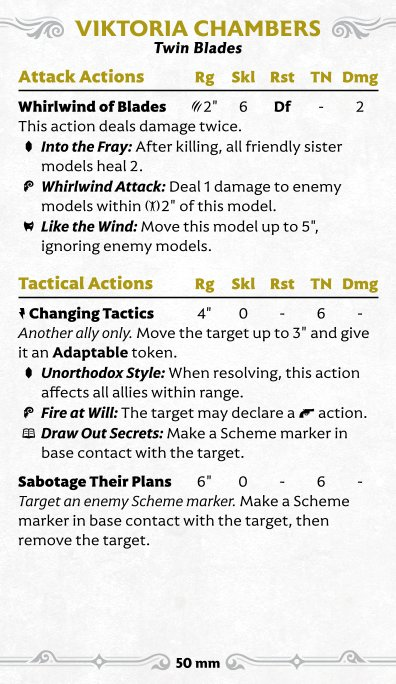 VIKTORIA CHAMBERS
Twin Blades
Attack Actions Rg Skl Rst TN Dmg
Whirlwind of Blades 2" 6 Df - 2
This action deals damage twice.
Into the Fray: After killing, all friendly sister
models heal 2.
Whirlwind Attack: Deal 1 damage to enemy
models within 2" of this model.
Like the Wind: Move this model up to 5",
ignoring enemy models.
Tactical Actions Rg Skl Rst TN Dmg
Changing Tactics 4" 0 - 6 -
Another ally only. Move the target up to 3" and give
it an Adaptable token.
Unorthodox Style: When resolving, this action
affects all allies within range.
Fire at Will: The target may declare a action.
Draw Out Secrets: Make a Scheme marker in
base contact with the target.
Sabotage Their Plans 6" 0 - 6 -
Target an enemy Scheme marker. Make a Scheme
marker in base contact with the target, then
remove the target.
50 mm